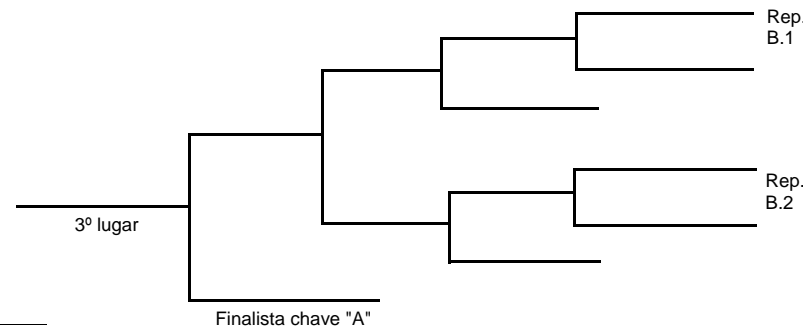 Rep.
B.1
Rep.
B.2
3º lugar
Finalista chave "A"